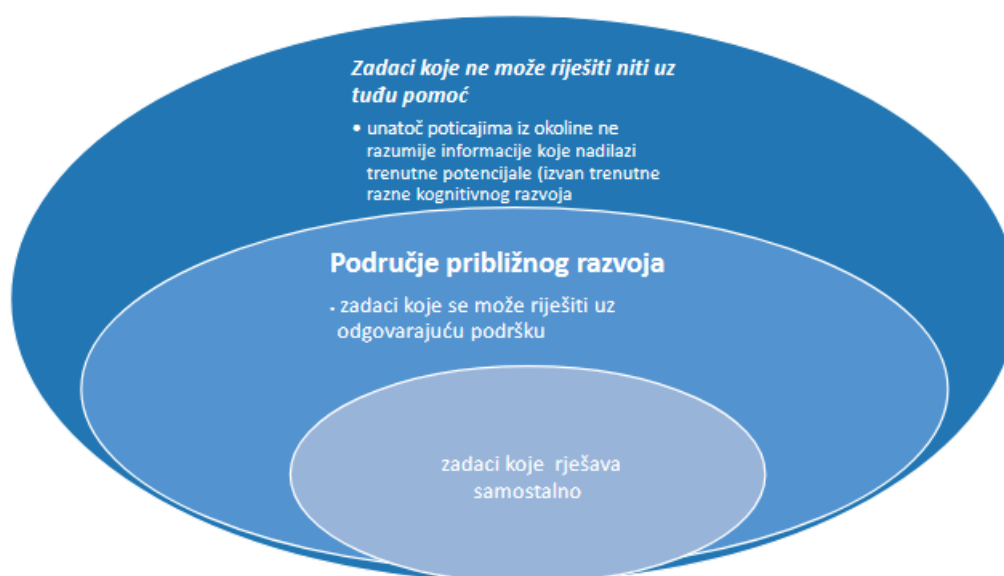 Zadaci koje ne može riješiti niti uz
tuđu pomoć
• unatoč poticajima iz okoline ne
razumije informacije koje nadilazi
trenutne potencijale (izvan trenutne
razne kognitivnog razvoja
Područje približnog razvoja
• zadaci koje se može riješiti uz
odgovarajuću podršku
zadaci koje rješava
samostalno